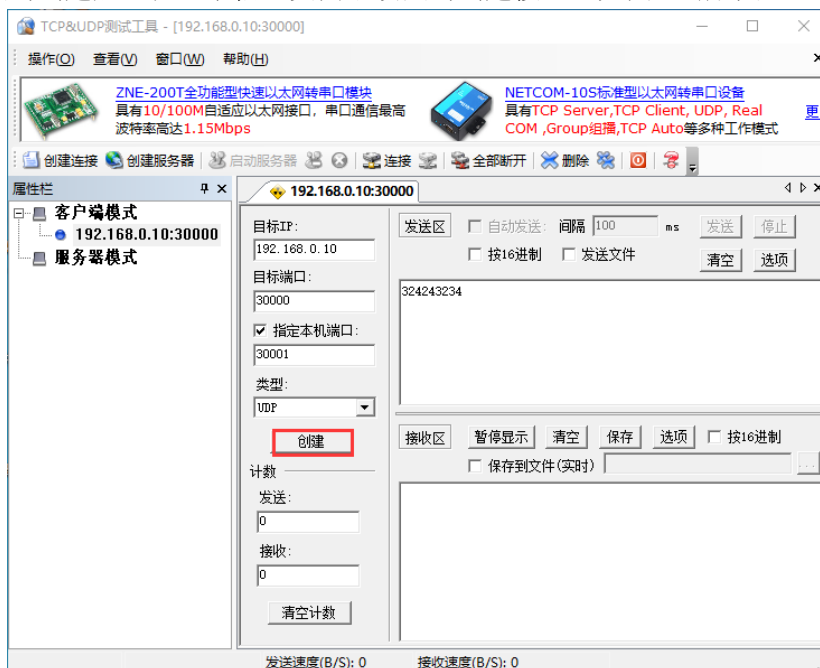 TCP&UDP测试工具 - [192.168.0.10:30000]
操作(O) 查看(V) 窗口(W) 帮助(H)
ZNE-200T全功能型快速以太网转串口模块
具有10/100M自适应以太网接口，串口通信最高
波特率高达1.15Mbps
NETCOM-10S标准型以太网转串口设备
具有TCP Server,TCP Client, UDP, Real
COM ,Group组播,TCP Auto等多种工作模式
更
创建连接 创建服务器 启动服务器 连接 全部断开 删除
属性栏
192.168.0.10:30000
客户端模式
192.168.0.10:30000
服务器模式
目标IP:
192.168.0.10
目标端口:
30000
指定本机端口:
30001
类型:
UDP
创建
计数
发送:
0
接收:
0
清空计数
发送区 自动发送: 间隔 100 ms 发送 停止
按16进制 发送文件 清空 选项
324243234
接收区 暂停显示 清空 保存 选项 按16进制
保存到文件(实时) ...
发送速度(B/S): 0 接收速度(B/S): 0